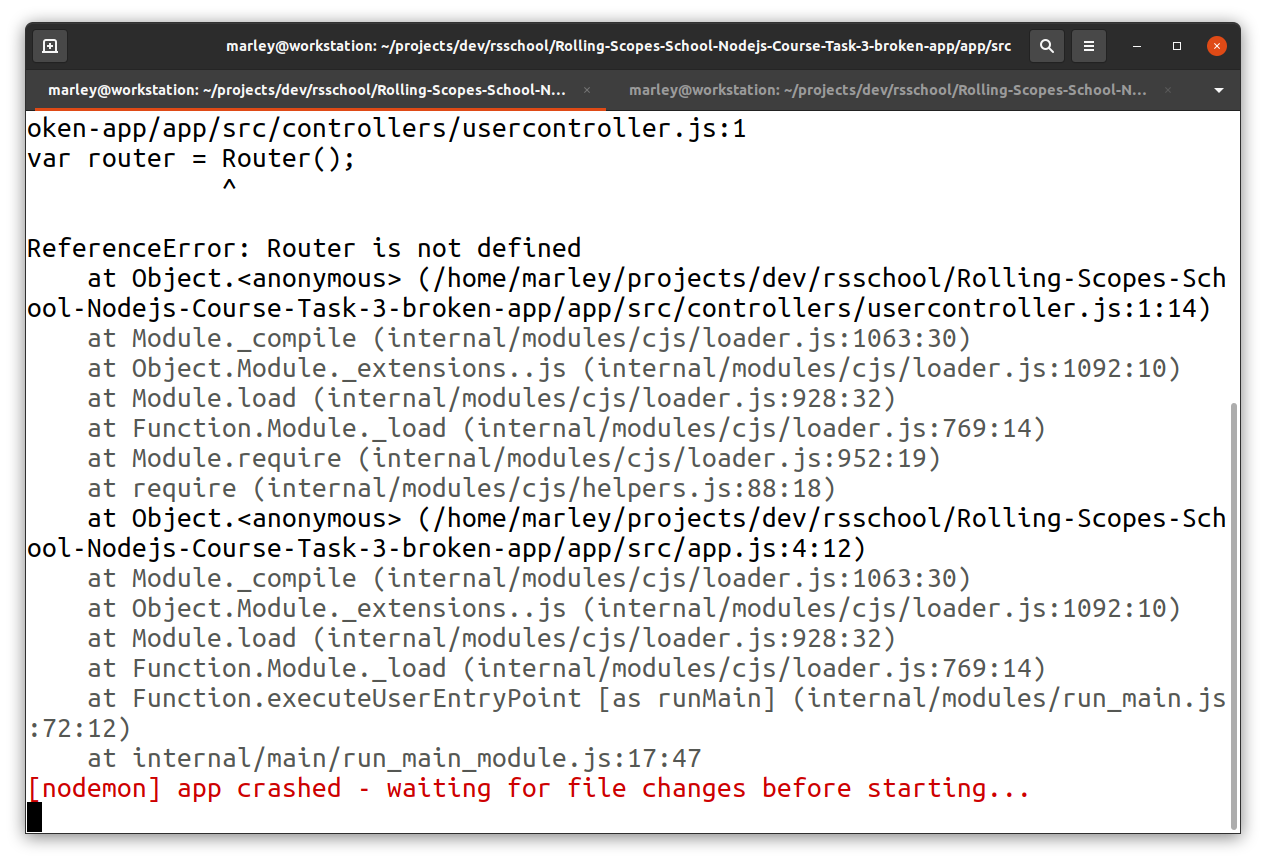 marley@workstation: ~/projects/dev/rsschool/Rolling-Scopes-School-Nodejs-Course-Task-3-broken-app/app/src
marley@workstation: ~/projects/dev/rsschool/Rolling-Scopes-School-N...
marley@workstation: ~/projects/dev/rsschool/Rolling-Scopes-School-N...
oken-app/app/src/controllers/usercontroller.js:1
var router = Router();
^
ReferenceError: Router is not defined
at Object.<anonymous> (/home/marley/projects/dev/rsschool/Rolling-Scopes-Sch
ool-Nodejs-Course-Task-3-broken-app/app/src/controllers/usercontroller.js:1:14)
at Module._compile (internal/modules/cjs/loader.js:1063:30)
at Object.Module._extensions..js (internal/modules/cjs/loader.js:1092:10)
at Module.load (internal/modules/cjs/loader.js:928:32)
at Function.Module._load (internal/modules/cjs/loader.js:769:14)
at Module.require (internal/modules/cjs/loader.js:952:19)
at require (internal/modules/cjs/helpers.js:88:18)
at Object.<anonymous> (/home/marley/projects/dev/rsschool/Rolling-Scopes-Sch
ool-Nodejs-Course-Task-3-broken-app/app/src/app.js:4:12)
at Module._compile (internal/modules/cjs/loader.js:1063:30)
at Object.Module._extensions..js (internal/modules/cjs/loader.js:1092:10)
at Module.load (internal/modules/cjs/loader.js:928:32)
at Function.Module._load (internal/modules/cjs/loader.js:769:14)
at Function.executeUserEntryPoint [as runMain] (internal/modules/run_main.js
:72:12)
at internal/main/run_main_module.js:17:47
[nodemon] app crashed - waiting for file changes before starting...